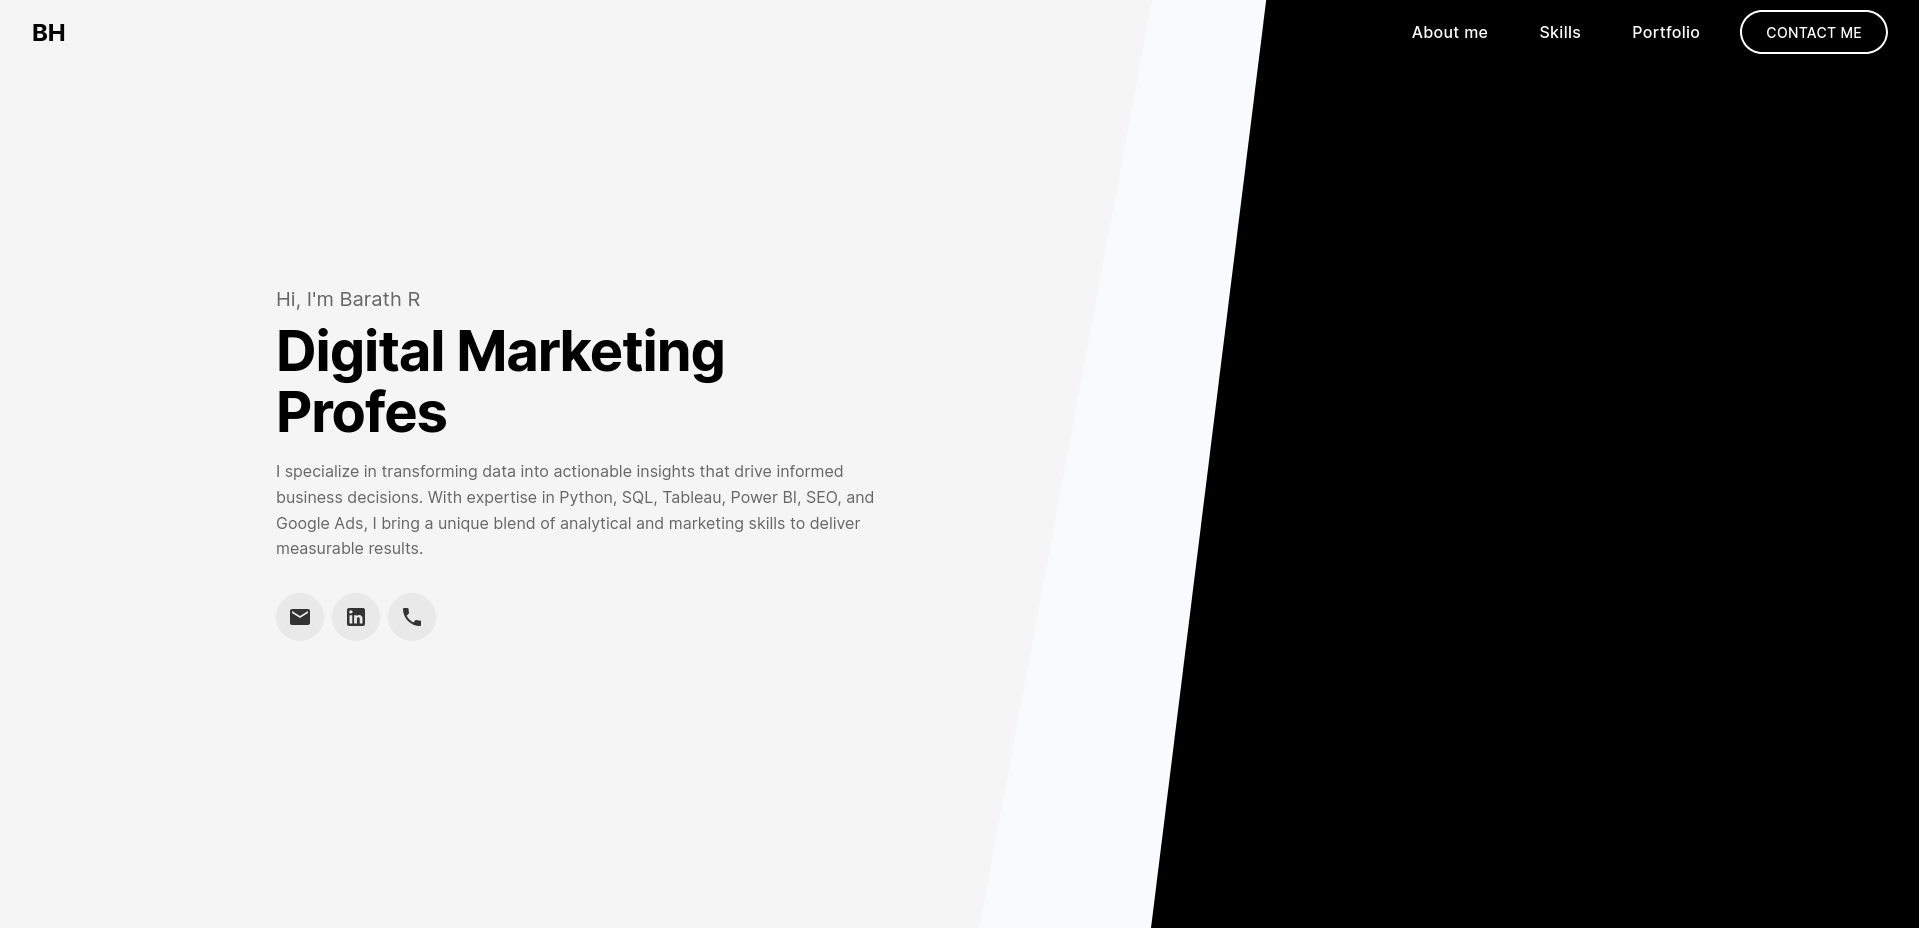 BH
About me
Skills
Portfolio
CONTACT ME
Hi, I'm Barath R
Digital Marketing
Profes
I specialize in transforming data into actionable insights that drive informed
business decisions. With expertise in Python, SQL, Tableau, Power BI, SEO, and
Google Ads, I bring a unique blend of analytical and marketing skills to deliver
measurable results.
in